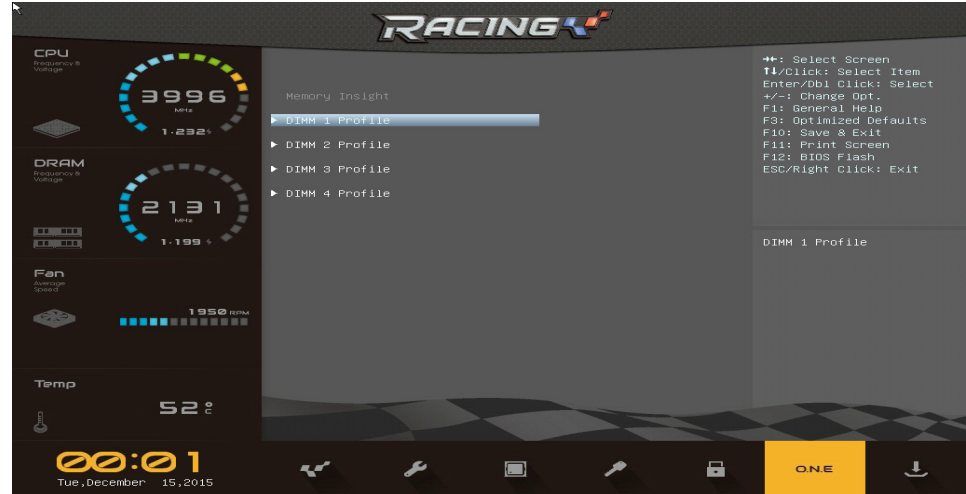 RACING
CPU
Frequency &
Voltage
3996
MHz
1.232
DRAM
Frequency &
Voltage
2131
MHz
1.199
Fan
Average
Speed
1950 RPM
Temp
52 °C
00:01
Tue,December 15,2015
Memory Insight
► DIMM 1 Profile
► DIMM 2 Profile
► DIMM 3 Profile
► DIMM 4 Profile
→←: Select Screen
↑↓/Click: Select Item
Enter/Dbl Click: Select
+/-: Change Opt.
F1: General Help
F3: Optimized Defaults
F10: Save & Exit
F11: Print Screen
F12: BIOS Flash
ESC/Right Click: Exit
DIMM 1 Profile
O.N.E